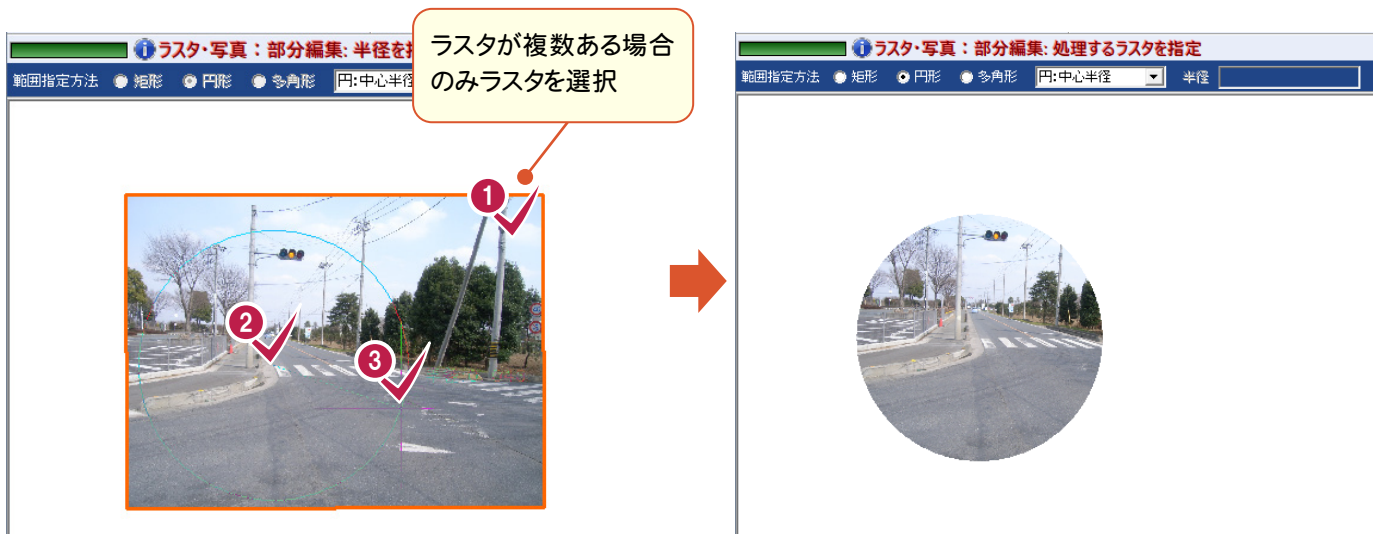 ラスタが複数ある場合
のみラスタを選択
ラスタ・写真：部分編集: 半径を
範囲指定方法 矩形 円形 多角形 円:中心半径
1
2
3
ラスタ・写真：部分編集: 処理するラスタを指定
範囲指定方法 矩形 円形 多角形 円:中心半径 半径